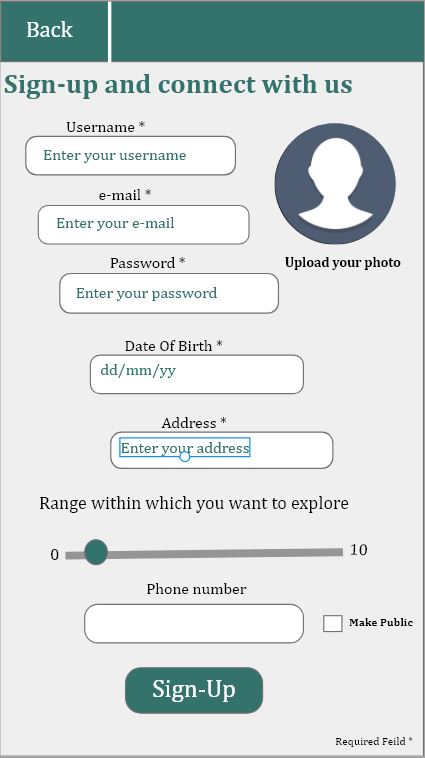 Back
Sign-up and connect with us
Username *
Enter your username
e-mail *
Enter your e-mail
Password *
Enter your password
Upload your photo
Date Of Birth *
dd/mm/yy
Address *
Enter your address
Range within which you want to explore
0 10
Phone number
Make Public
Sign-Up
Required Feild *